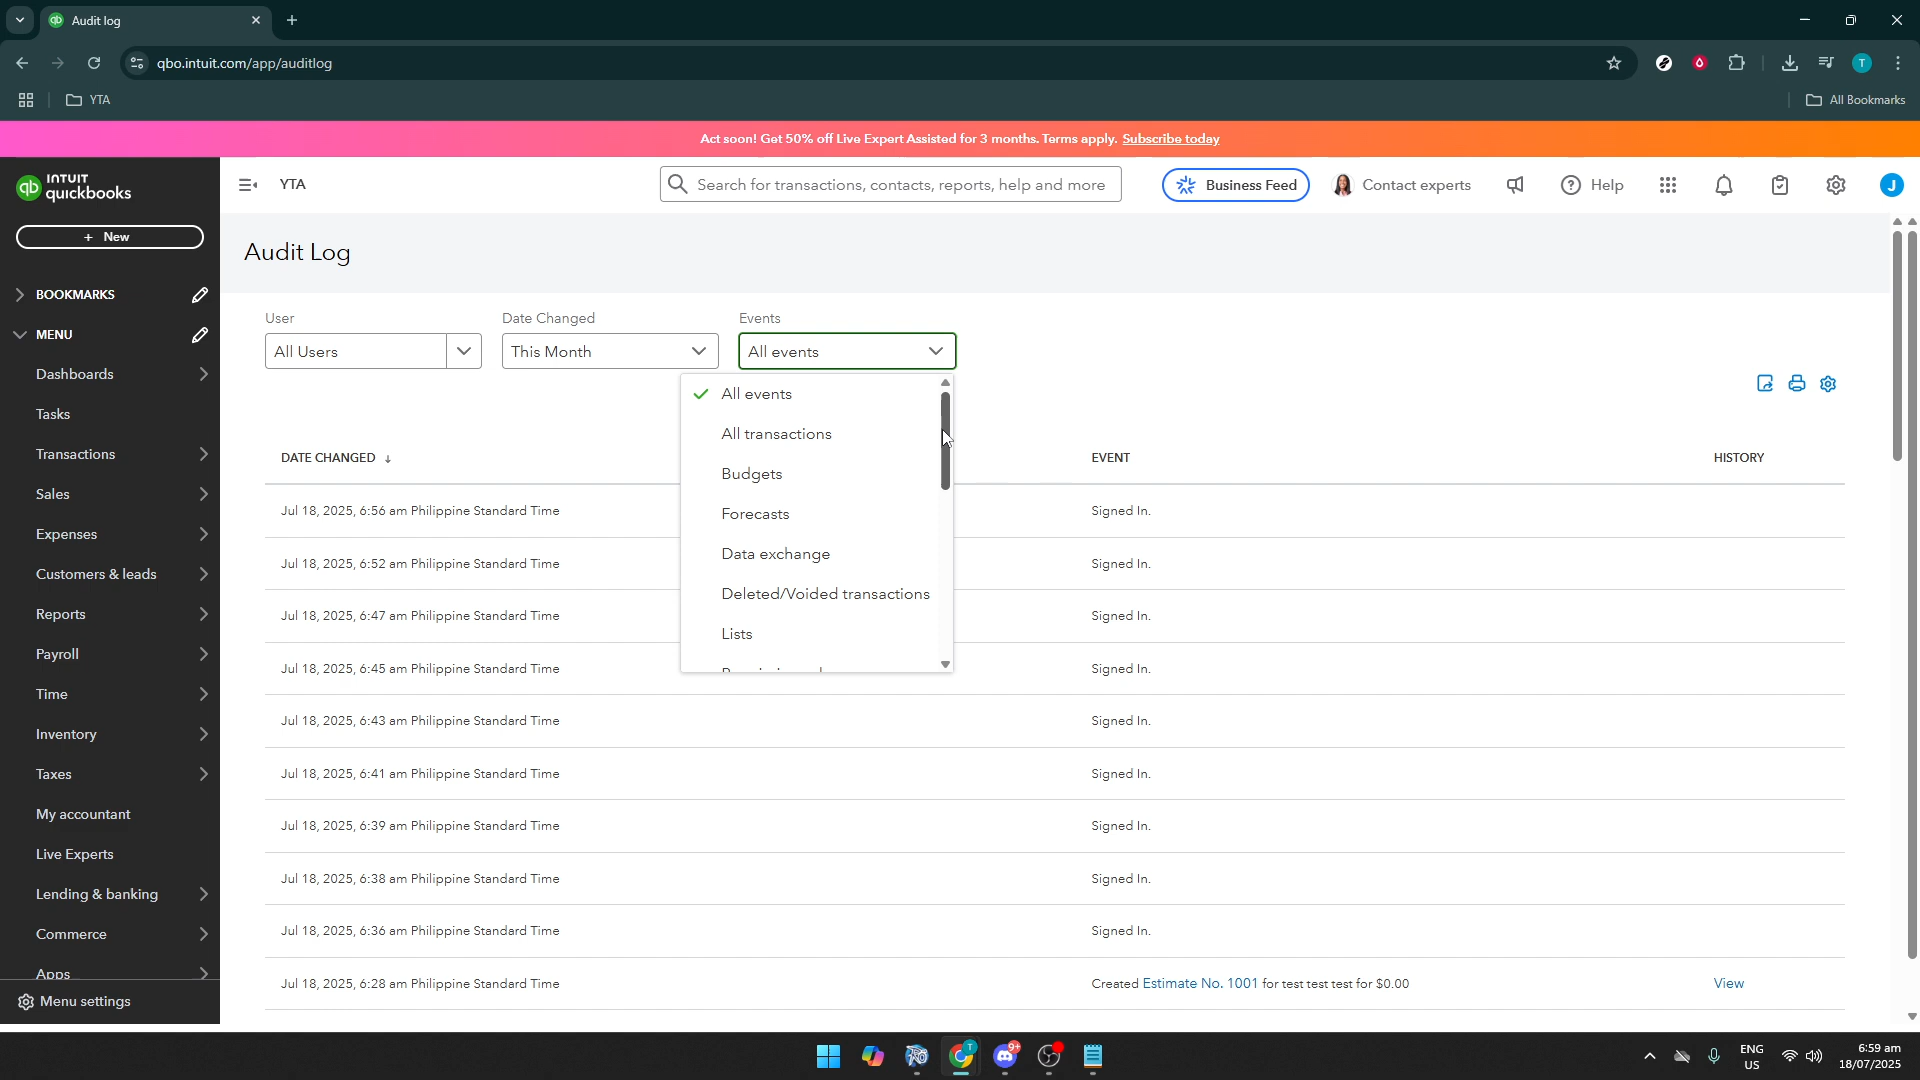 Audit log
qbo.intuit.com/app/auditlog
T
YTA
All Bookmarks
Act soon! Get 50% off Live Expert Assisted for 3 months. Terms apply. Subscribe today
qb INTUIT quickbooks
YTA
Search for transactions, contacts, reports, help and more
Business Feed
Contact experts
Help
J
+ New
BOOKMARKS
MENU
Dashboards
Tasks
Transactions
Sales
Expenses
Customers & leads
Reports
Payroll
Time
Inventory
Taxes
My accountant
Live Experts
Lending & banking
Commerce
Apps
Menu settings
Audit Log
User
Date Changed
Events
All Users
This Month
All events
All events
All transactions
Budgets
Forecasts
Data exchange
Deleted/Voided transactions
Lists
DATE CHANGED
EVENT
HISTORY
Jul 18, 2025, 6:56 am Philippine Standard Time Signed In.
Jul 18, 2025, 6:52 am Philippine Standard Time Signed In.
Jul 18, 2025, 6:47 am Philippine Standard Time Signed In.
Jul 18, 2025, 6:45 am Philippine Standard Time Signed In.
Jul 18, 2025, 6:43 am Philippine Standard Time Signed In.
Jul 18, 2025, 6:41 am Philippine Standard Time Signed In.
Jul 18, 2025, 6:39 am Philippine Standard Time Signed In.
Jul 18, 2025, 6:38 am Philippine Standard Time Signed In.
Jul 18, 2025, 6:36 am Philippine Standard Time Signed In.
Jul 18, 2025, 6:28 am Philippine Standard Time Created Estimate No. 1001 for test test test for $0.00 View
T
9+
ENG
US
6:59 am
18/07/2025